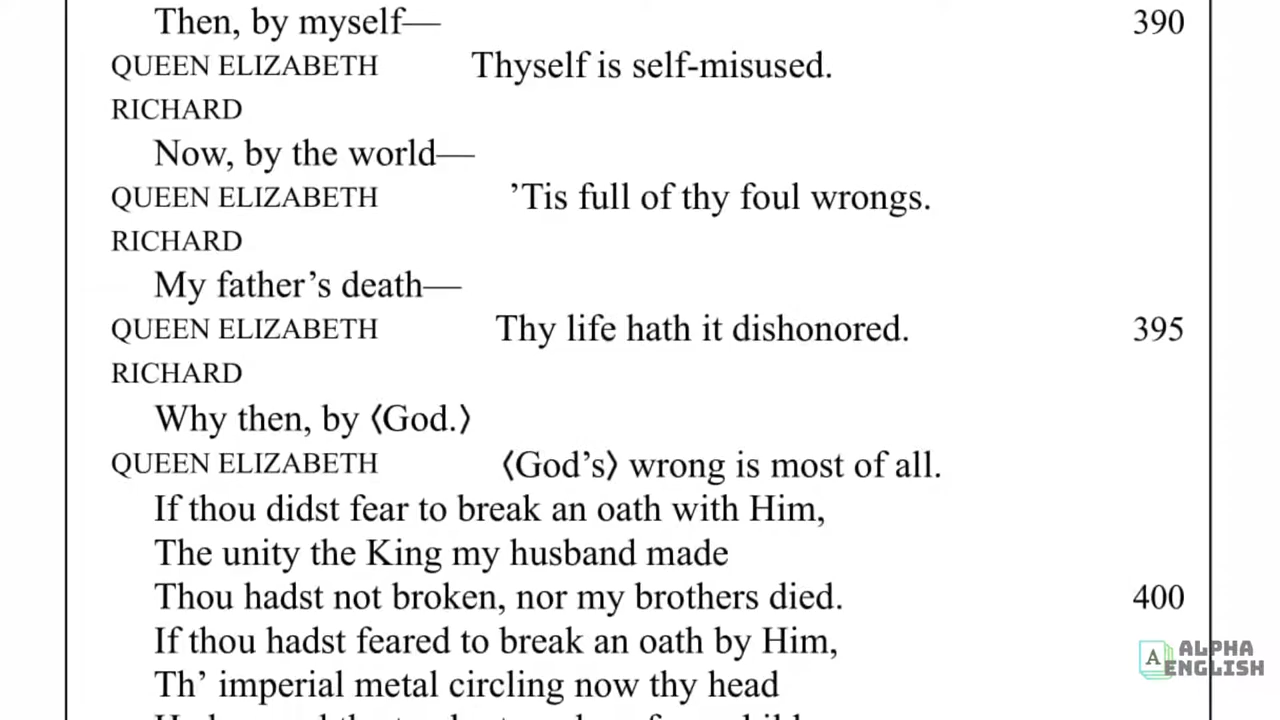 Then, by myself— 390
QUEEN ELIZABETH Thyself is self-misused.
RICHARD
Now, by the world—
QUEEN ELIZABETH ’Tis full of thy foul wrongs.
RICHARD
My father’s death—
QUEEN ELIZABETH Thy life hath it dishonored. 395
RICHARD
Why then, by ⟨God.⟩
QUEEN ELIZABETH ⟨God’s⟩ wrong is most of all.
If thou didst fear to break an oath with Him,
The unity the King my husband made
Thou hadst not broken, nor my brothers died. 400
If thou hadst feared to break an oath by Him,
Th’ imperial metal circling now thy head
A ALPHA ENGLISH